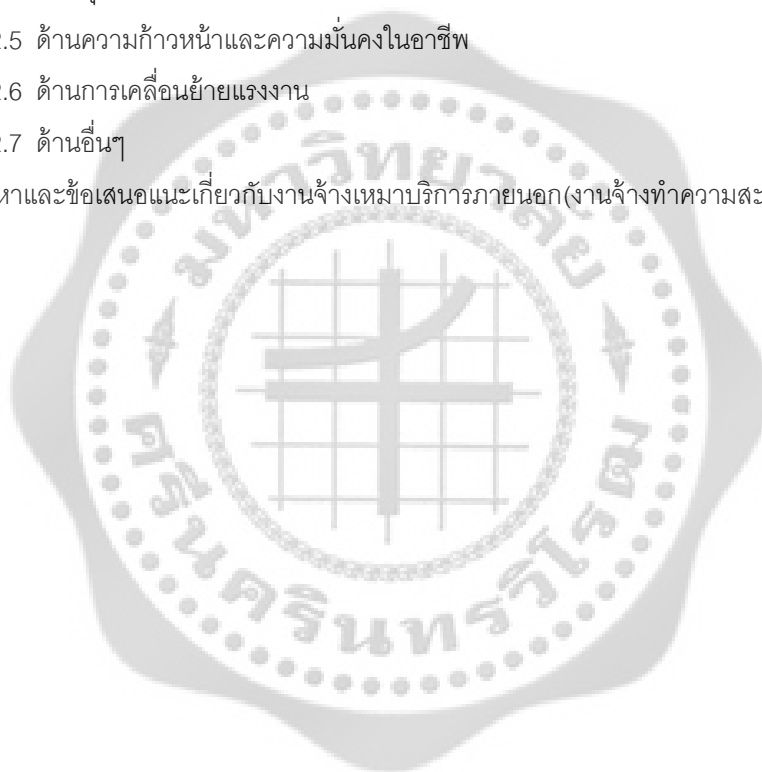 2.5 ด้านความก้าวหน้าและความมั่นคงในอาชีพ
2.6 ด้านการเคลื่อนย้ายแรงงาน
2.7 ด้านอื่นๆ
หาและข้อเสนอแนะเกี่ยวกับงานจ้างเหมาบริการภายนอก(งานจ้างทำความสะ
มหาวิทยาลัย
ศรีนครินทรวิโรฒ